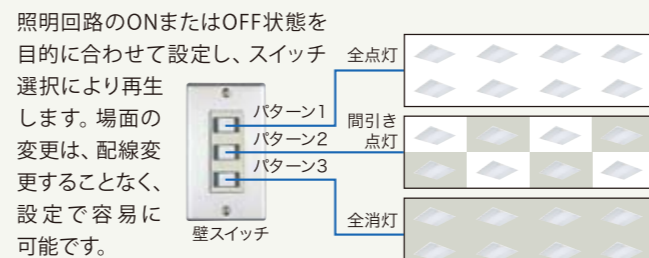 照明回路のONまたはOFF状態を
目的に合わせて設定し、スイッチ
選択により再生
します。場面の
変更は、配線変
更することなく、
設定で容易に
可能です。
パターン1
パターン2
パターン3
壁スイッチ
全点灯
間引き
点灯
全消灯